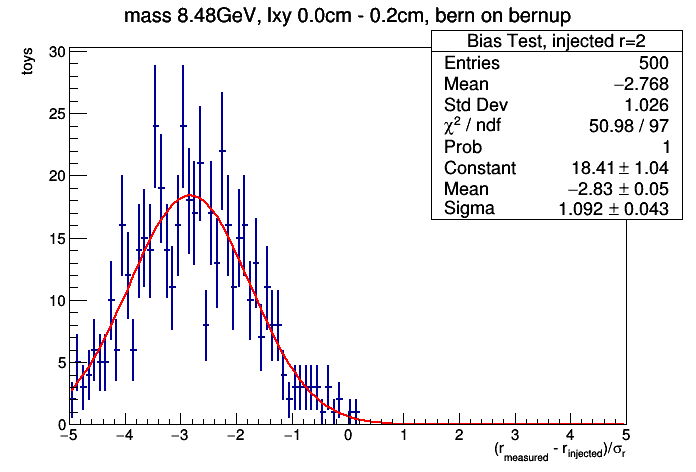 mass 8.48GeV, lxy 0.0cm - 0.2cm, bern on bernup
toys
Bias Test, injected r=2
Entries 500
Mean −2.768
Std Dev 1.026
χ² / ndf 50.98 / 97
Prob 1
Constant 18.41 ± 1.04
Mean −2.83 ± 0.05
Sigma 1.092 ± 0.043
30
25
20
15
10
5
0
−5 −4 −3 −2 −1 0 1 2 3 4 5
(r_measured - r_injected)/σ_r